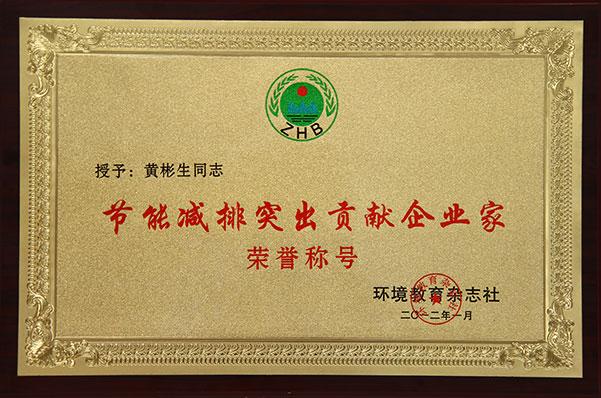 ZHB
授予：黄彬生同志
节能减排突出贡献企业家
荣誉称号
环境教育杂志社
二〇一二年一月